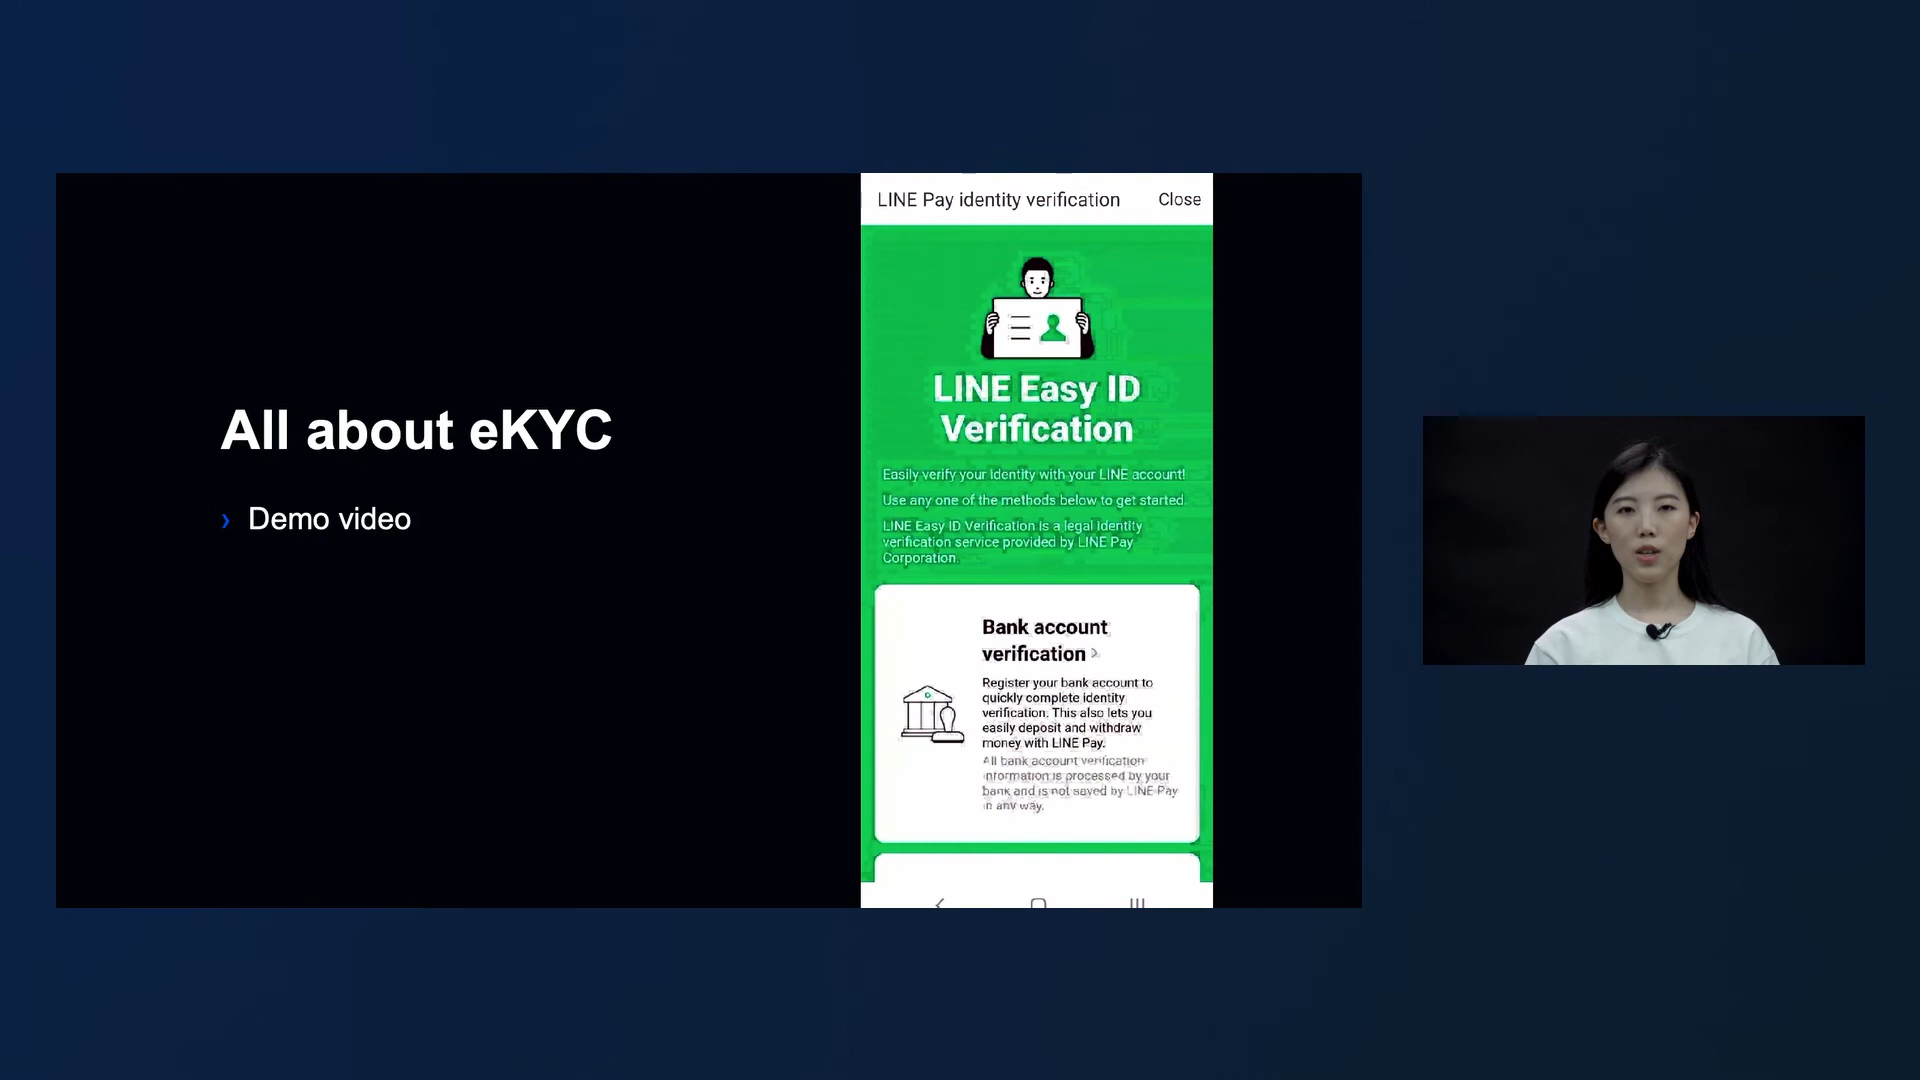 All about eKYC
› Demo video
LINE Pay identity verification Close
LINE Easy ID
Verification
Easily verify your identity with your LINE account!
Use any one of the methods below to get started.
LINE Easy ID Verification is a legal identity
verification service provided by LINE Pay
Corporation.
Bank account
verification >
Register your bank account to
quickly complete identity
verification. This also lets you
easily deposit and withdraw
money with LINE Pay.
All bank account verification
information is processed by your
bank and is not saved by LINE Pay
in any way.